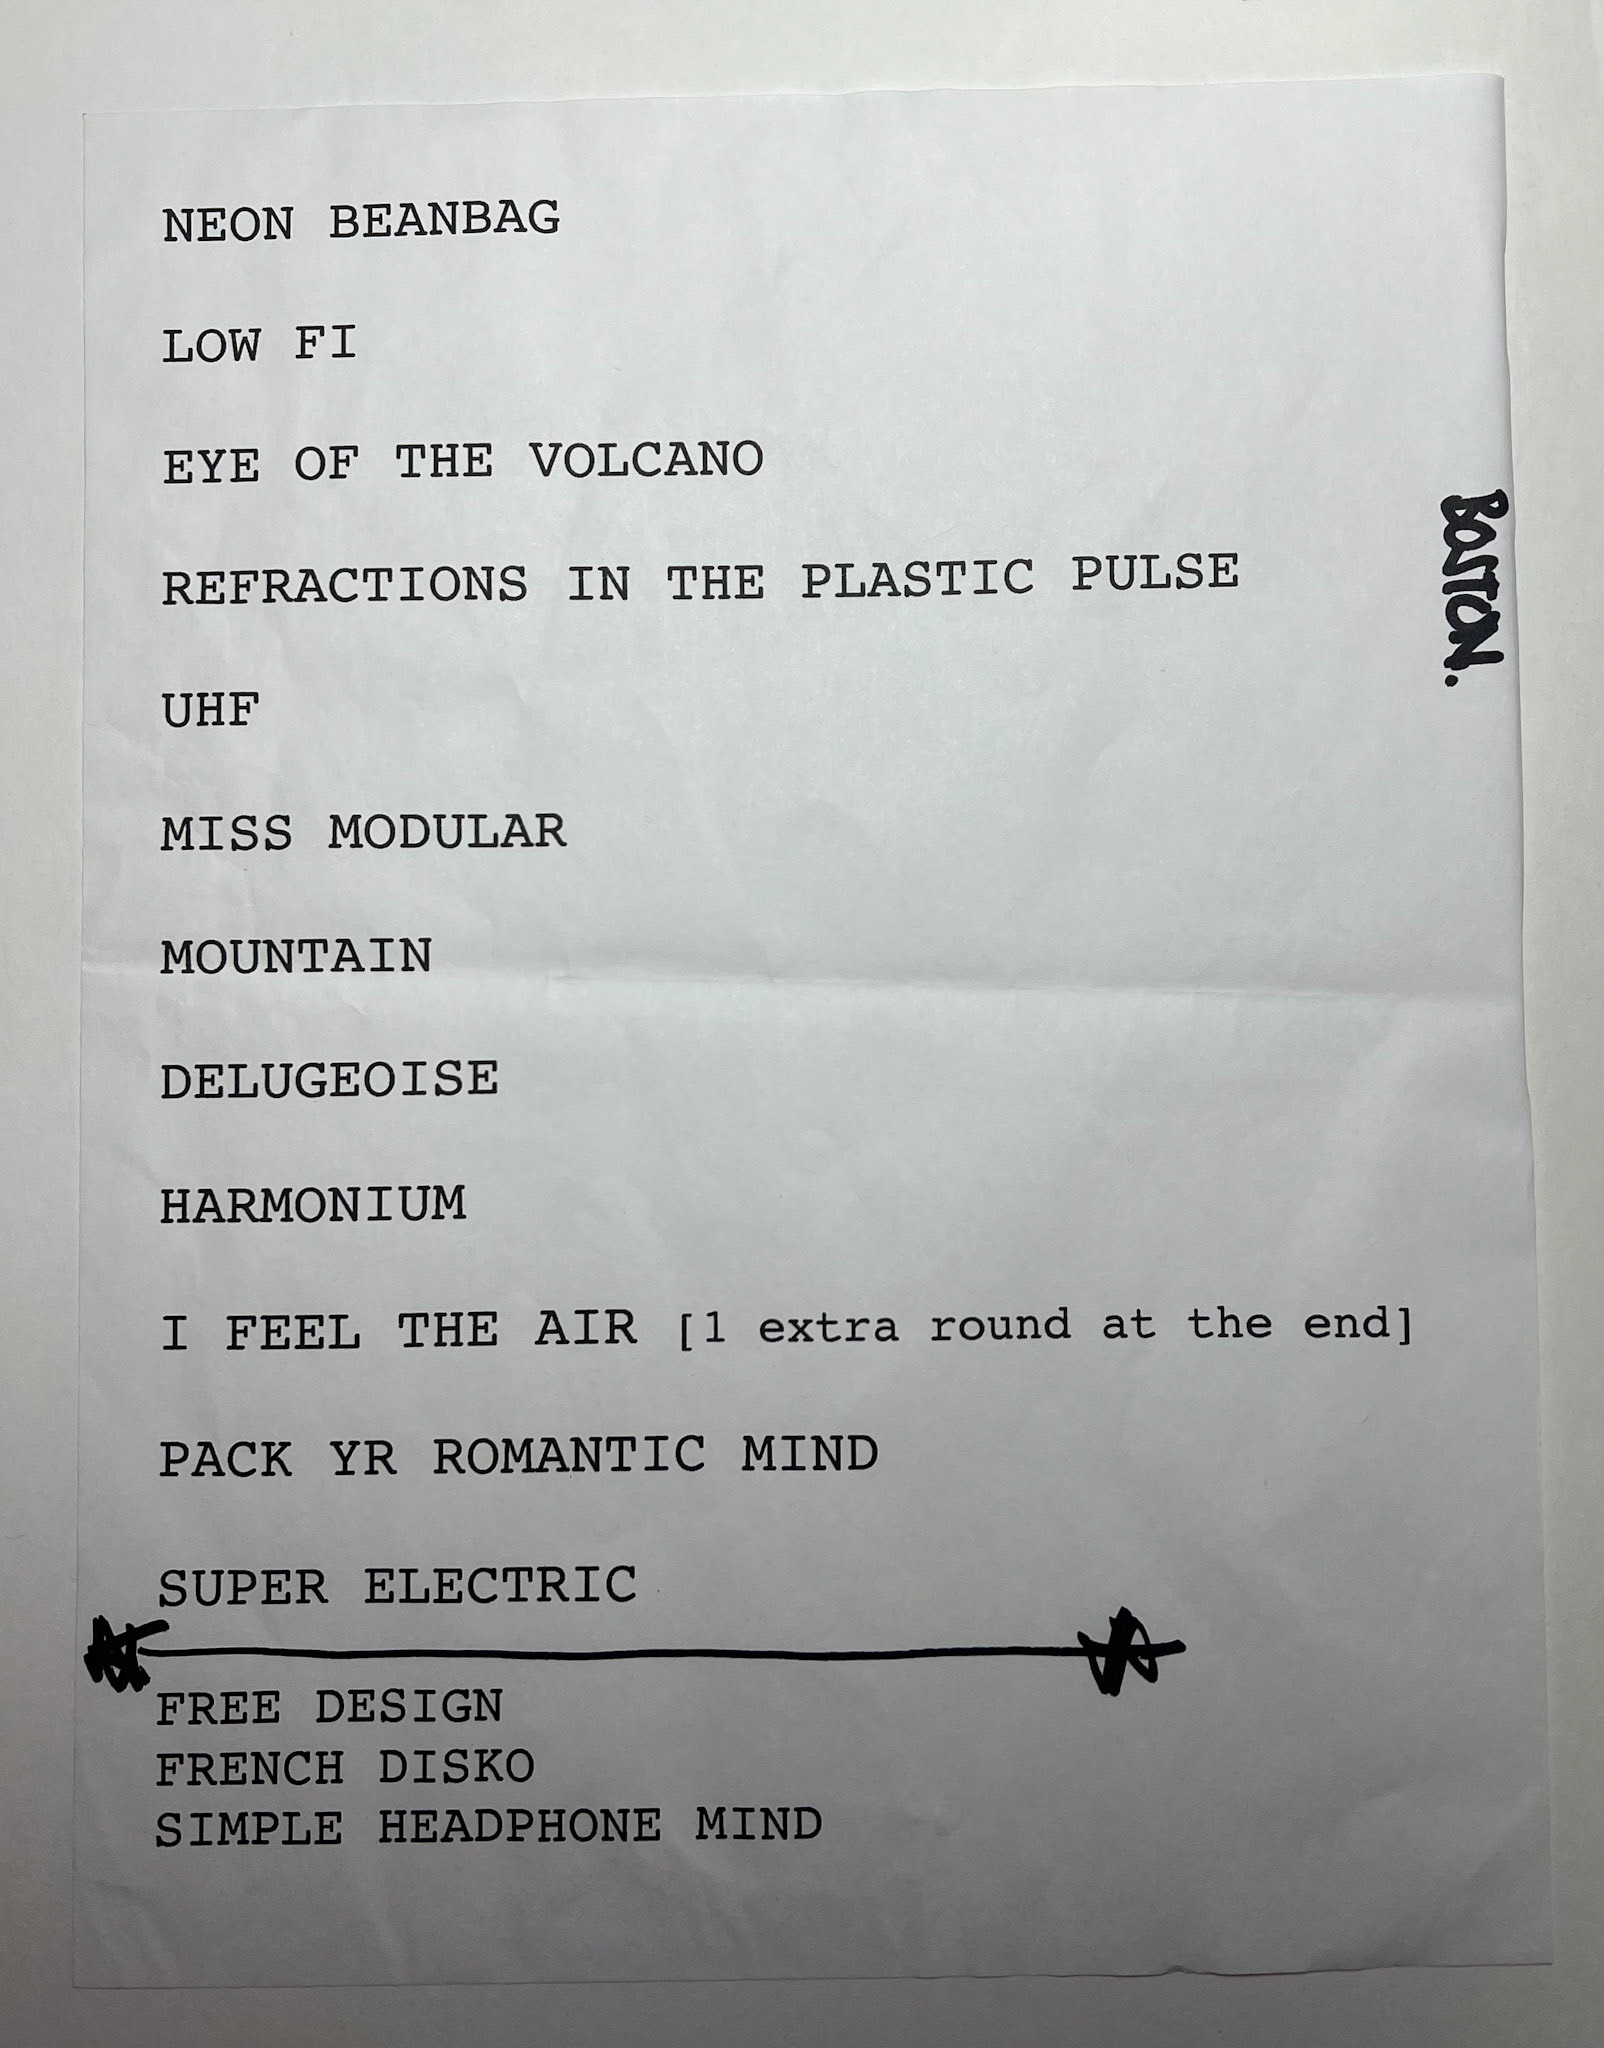 NEON BEANBAG
LOW FI
EYE OF THE VOLCANO
REFRACTIONS IN THE PLASTIC PULSE
BOSTON.
UHF
MISS MODULAR
MOUNTAIN
DELUGEOISE
HARMONIUM
I FEEL THE AIR [1 extra round at the end]
PACK YR ROMANTIC MIND
SUPER ELECTRIC
FREE DESIGN
FRENCH DISKO
SIMPLE HEADPHONE MIND